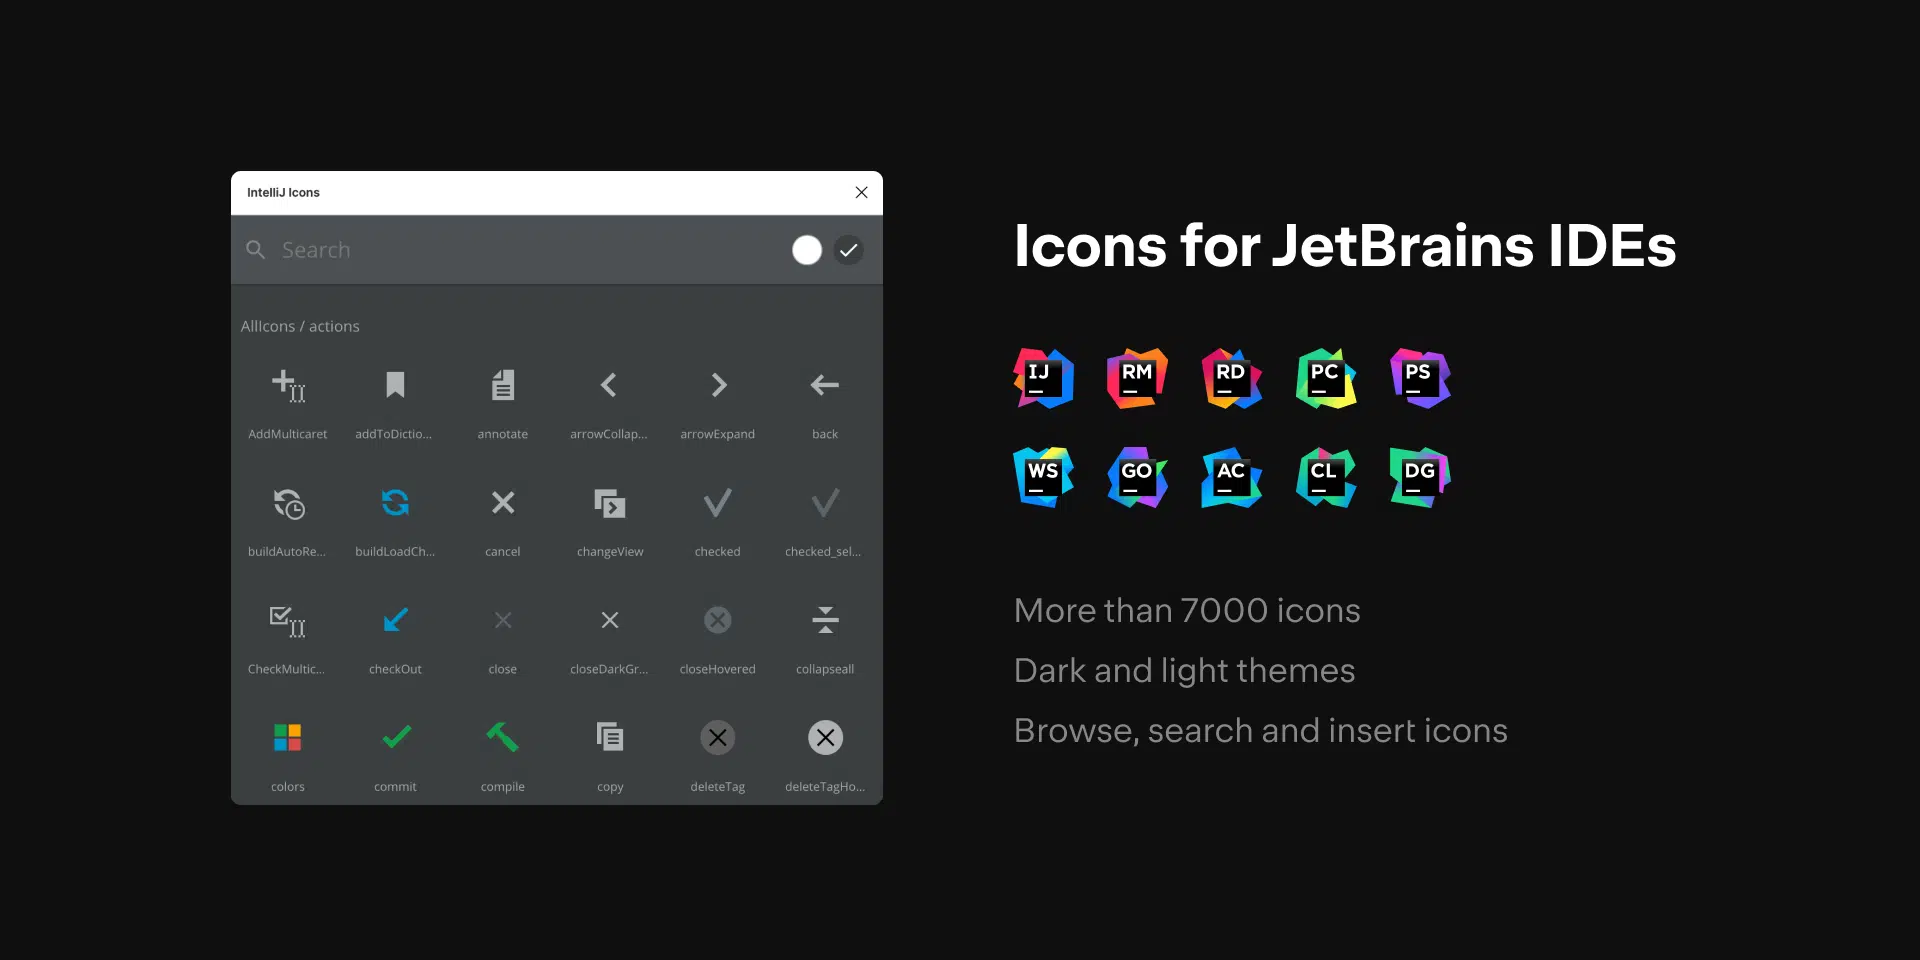 IntelliJ Icons
Search
AllIcons / actions
AddMulticaret addToDictio... annotate arrowCollap... arrowExpand back
buildAutoRe... buildLoadCh... cancel changeView checked checked_sel...
CheckMultic... checkOut close closeDarkGr... closeHovered collapseall
colors commit compile copy deleteTag deleteTagHo...
Icons for JetBrains IDEs
IJ RM RD PC PS
WS GO AC CL DG
More than 7000 icons
Dark and light themes
Browse, search and insert icons